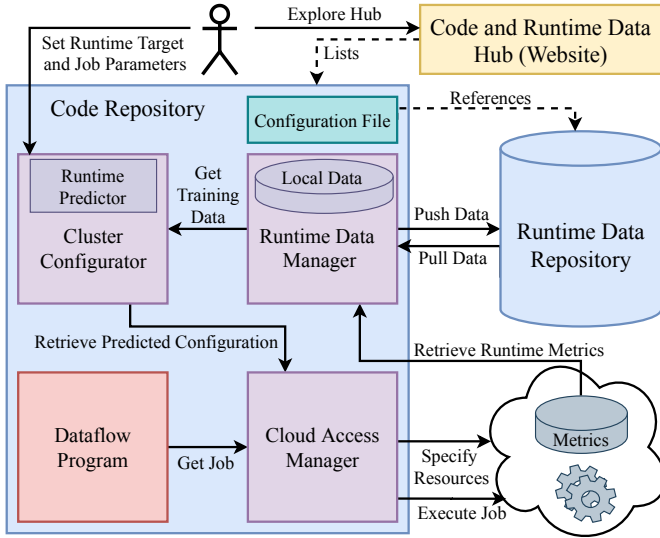 Explore Hub
Code and Runtime Data
Hub (Website)
Set Runtime Target
and Job Parameters
Lists
Code Repository
Configuration File
References
Runtime
Predictor
Cluster
Configurator
Get
Training
Data
Local Data
Runtime Data
Manager
Push Data
Pull Data
Runtime Data
Repository
Retrieve Predicted Configuration
Retrieve Runtime Metrics
Dataflow
Program
Get Job
Cloud Access
Manager
Specify
Resources
Execute Job
Metrics